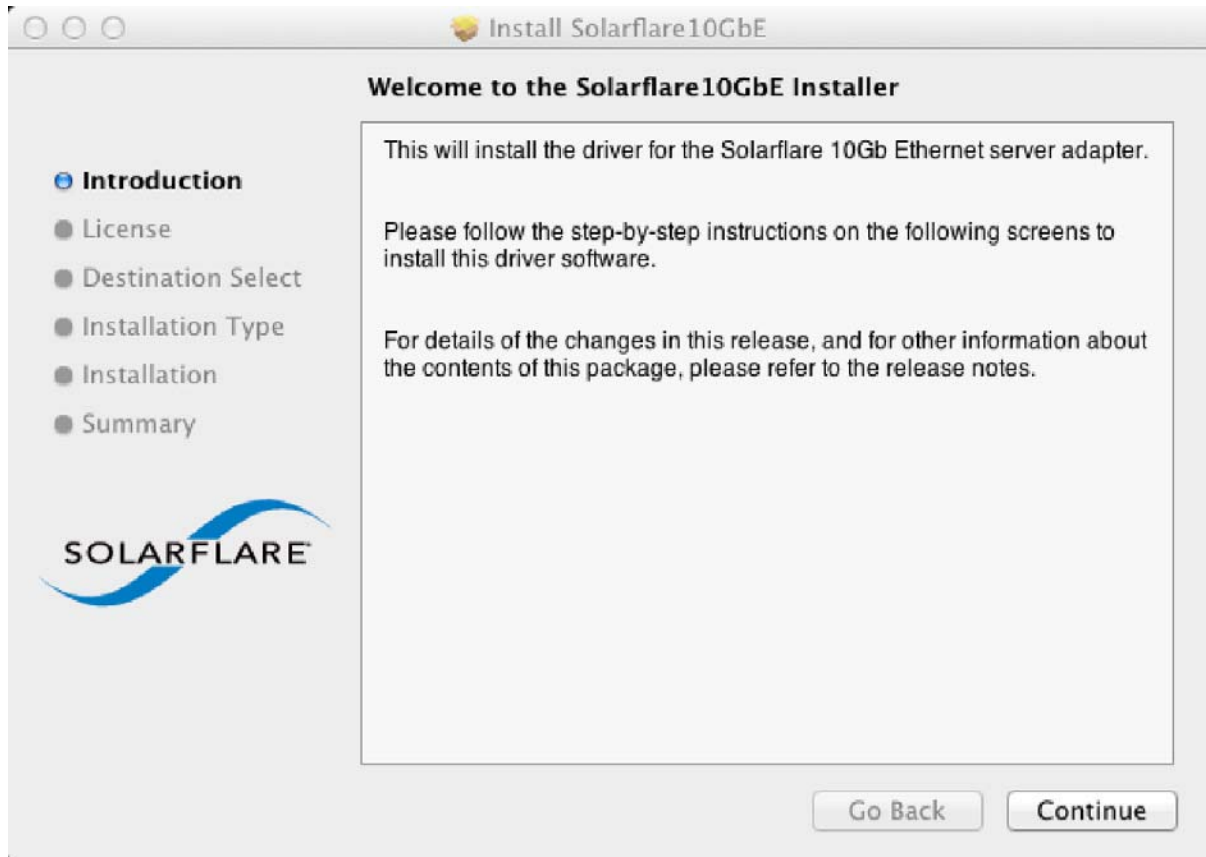 Install Solarflare10GbE
Welcome to the Solarflare10GbE Installer
Introduction
License
Destination Select
Installation Type
Installation
Summary
SOLARFLARE
This will install the driver for the Solarflare 10Gb Ethernet server adapter.
Please follow the step-by-step instructions on the following screens to
install this driver software.
For details of the changes in this release, and for other information about
the contents of this package, please refer to the release notes.
Go Back
Continue